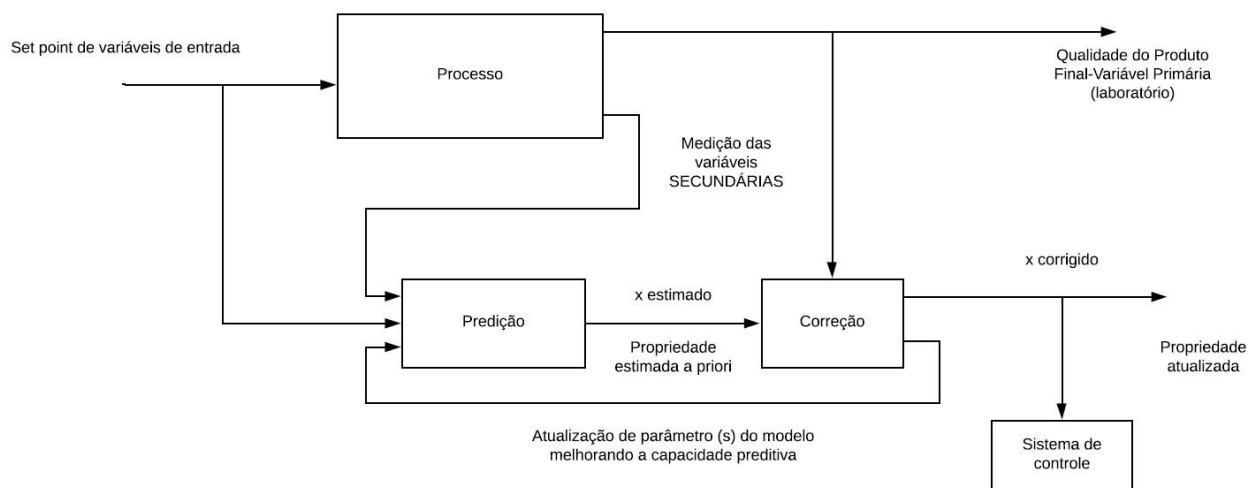 Set point de variáveis de entrada
Processo
Qualidade do Produto
Final-Variável Primária
(laboratório)
Medição das
variáveis
SECUNDÁRIAS
x corrigido
x estimado
Predição
Correção
Propriedade
estimada a priori
Propriedade
atualizada
Atualização de parâmetro (s) do modelo
melhorando a capacidade preditiva
Sistema de
controle